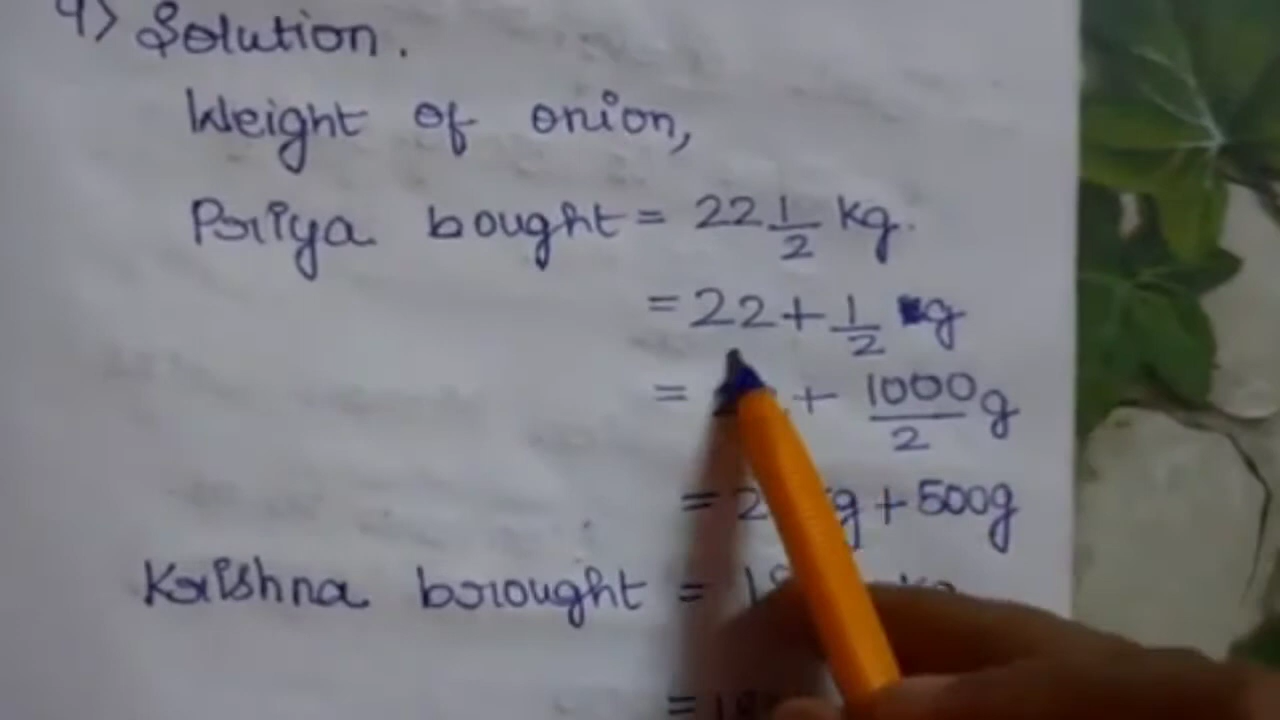 4) Solution.
Weight of onion,
Priya bought = 22 1/2 kg.
= 22 + 1/2 kg
= + 1000/2 g
= + 500g
Krishna brought =
=